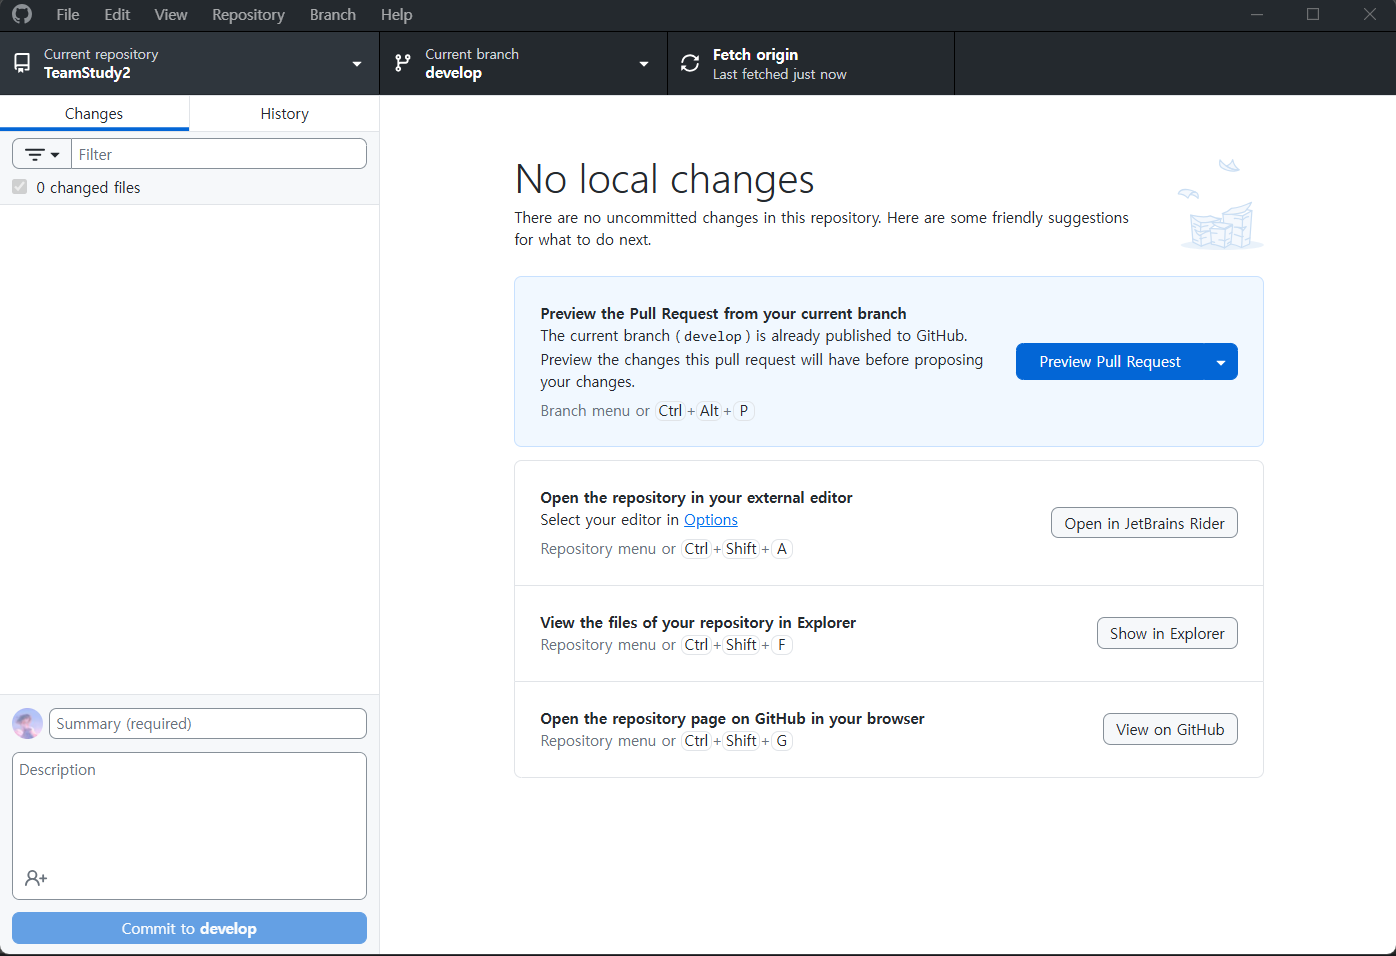 File Edit View Repository Branch Help
Current repository
TeamStudy2
Current branch
develop
Fetch origin
Last fetched just now
Changes
History
Filter
0 changed files
No local changes
There are no uncommitted changes in this repository. Here are some friendly suggestions
for what to do next.
Preview the Pull Request from your current branch
The current branch (develop) is already published to GitHub.
Preview the changes this pull request will have before proposing
your changes.
Branch menu or Ctrl + Alt + P
Preview Pull Request
Open the repository in your external editor
Select your editor in Options
Repository menu or Ctrl + Shift + A
Open in JetBrains Rider
View the files of your repository in Explorer
Repository menu or Ctrl + Shift + F
Show in Explorer
Open the repository page on GitHub in your browser
Repository menu or Ctrl + Shift + G
View on GitHub
Summary (required)
Description
Commit to develop